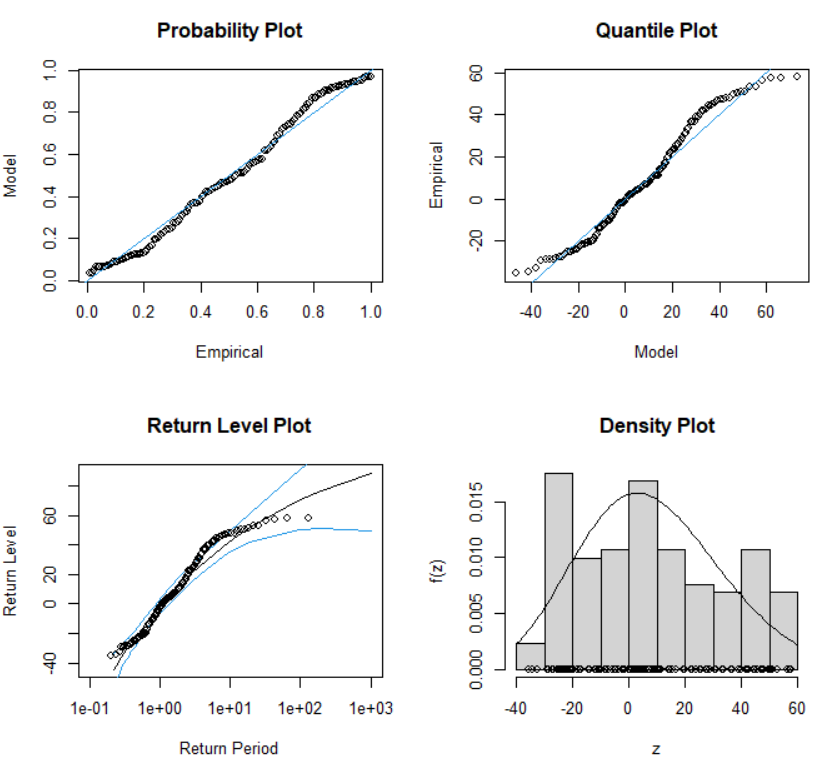 Probability Plot
Model
0.0 0.2 0.4 0.6 0.8 1.0
0.0 0.2 0.4 0.6 0.8 1.0
Empirical
Quantile Plot
Empirical
-20 0 20 40 60
-40 -20 0 20 40 60
Model
Return Level Plot
Return Level
-40 0 20 60
1e-01 1e+00 1e+01 1e+02 1e+03
Return Period
Density Plot
f(z)
0.000 0.005 0.010 0.015
-40 -20 0 20 40 60
z